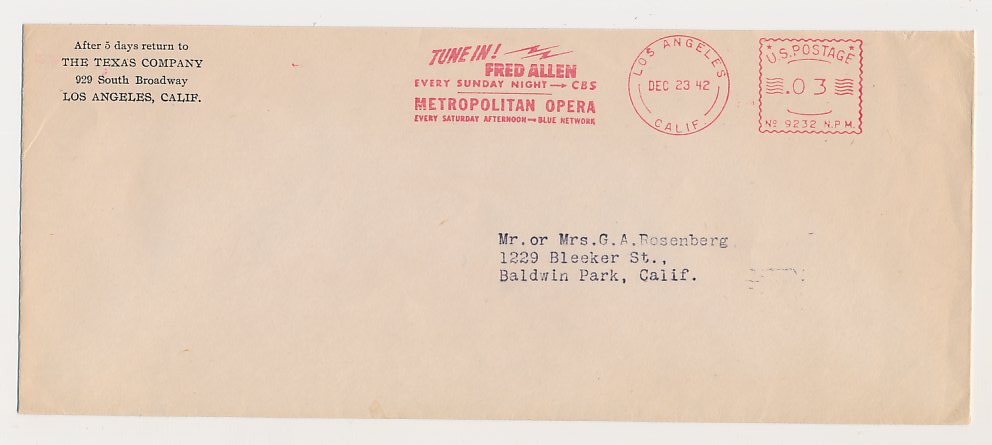 After 5 days return to
THE TEXAS COMPANY
929 South Broadway
LOS ANGELES, CALIF.
TUNE IN!
FRED ALLEN
EVERY SUNDAY NIGHT → CBS
METROPOLITAN OPERA
EVERY SATURDAY AFTERNOON → BLUE NETWORK
LOS ANGELES
DEC 23 42
CALIF.
U.S. POSTAGE
.03
No 9232 N.P.M.
Mr.or Mrs.G.A.Rosenberg
1229 Bleeker St.,
Baldwin Park, Calif.